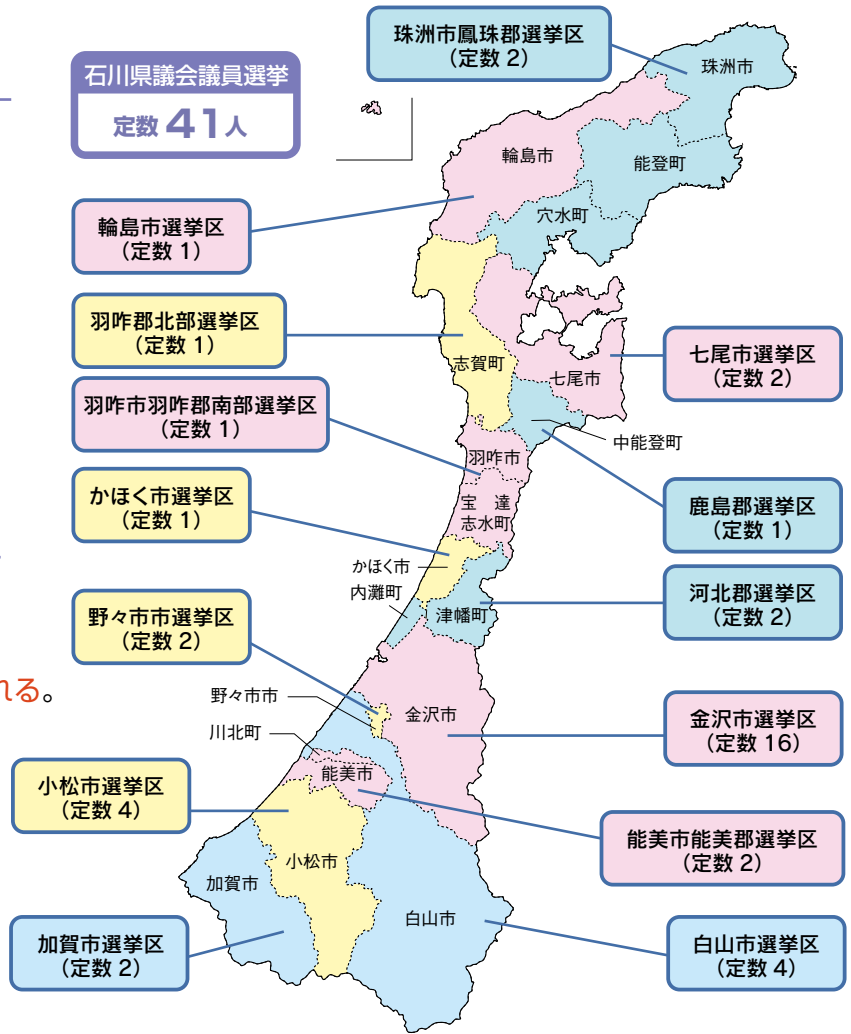 石川県議会議員選挙
定数 41人
珠洲市鳳珠郡選挙区
(定数 2)
珠洲市
輪島市
能登町
穴水町
輪島市選挙区
(定数 1)
羽咋郡北部選挙区
(定数 1)
志賀町
七尾市
七尾市選挙区
(定数 2)
羽咋市羽咋郡南部選挙区
(定数 1)
中能登町
羽咋市
かほく市選挙区
(定数 1)
宝 達
志水町
鹿島郡選挙区
(定数 1)
かほく市
内灘町
津幡町
河北郡選挙区
(定数 2)
野々市市選挙区
(定数 2)
れる。
野々市市
川北町
金沢市
金沢市選挙区
(定数 16)
能美市
小松市選挙区
(定数 4)
能美市能美郡選挙区
(定数 2)
小松市
加賀市
白山市
加賀市選挙区
(定数 2)
白山市選挙区
(定数 4)